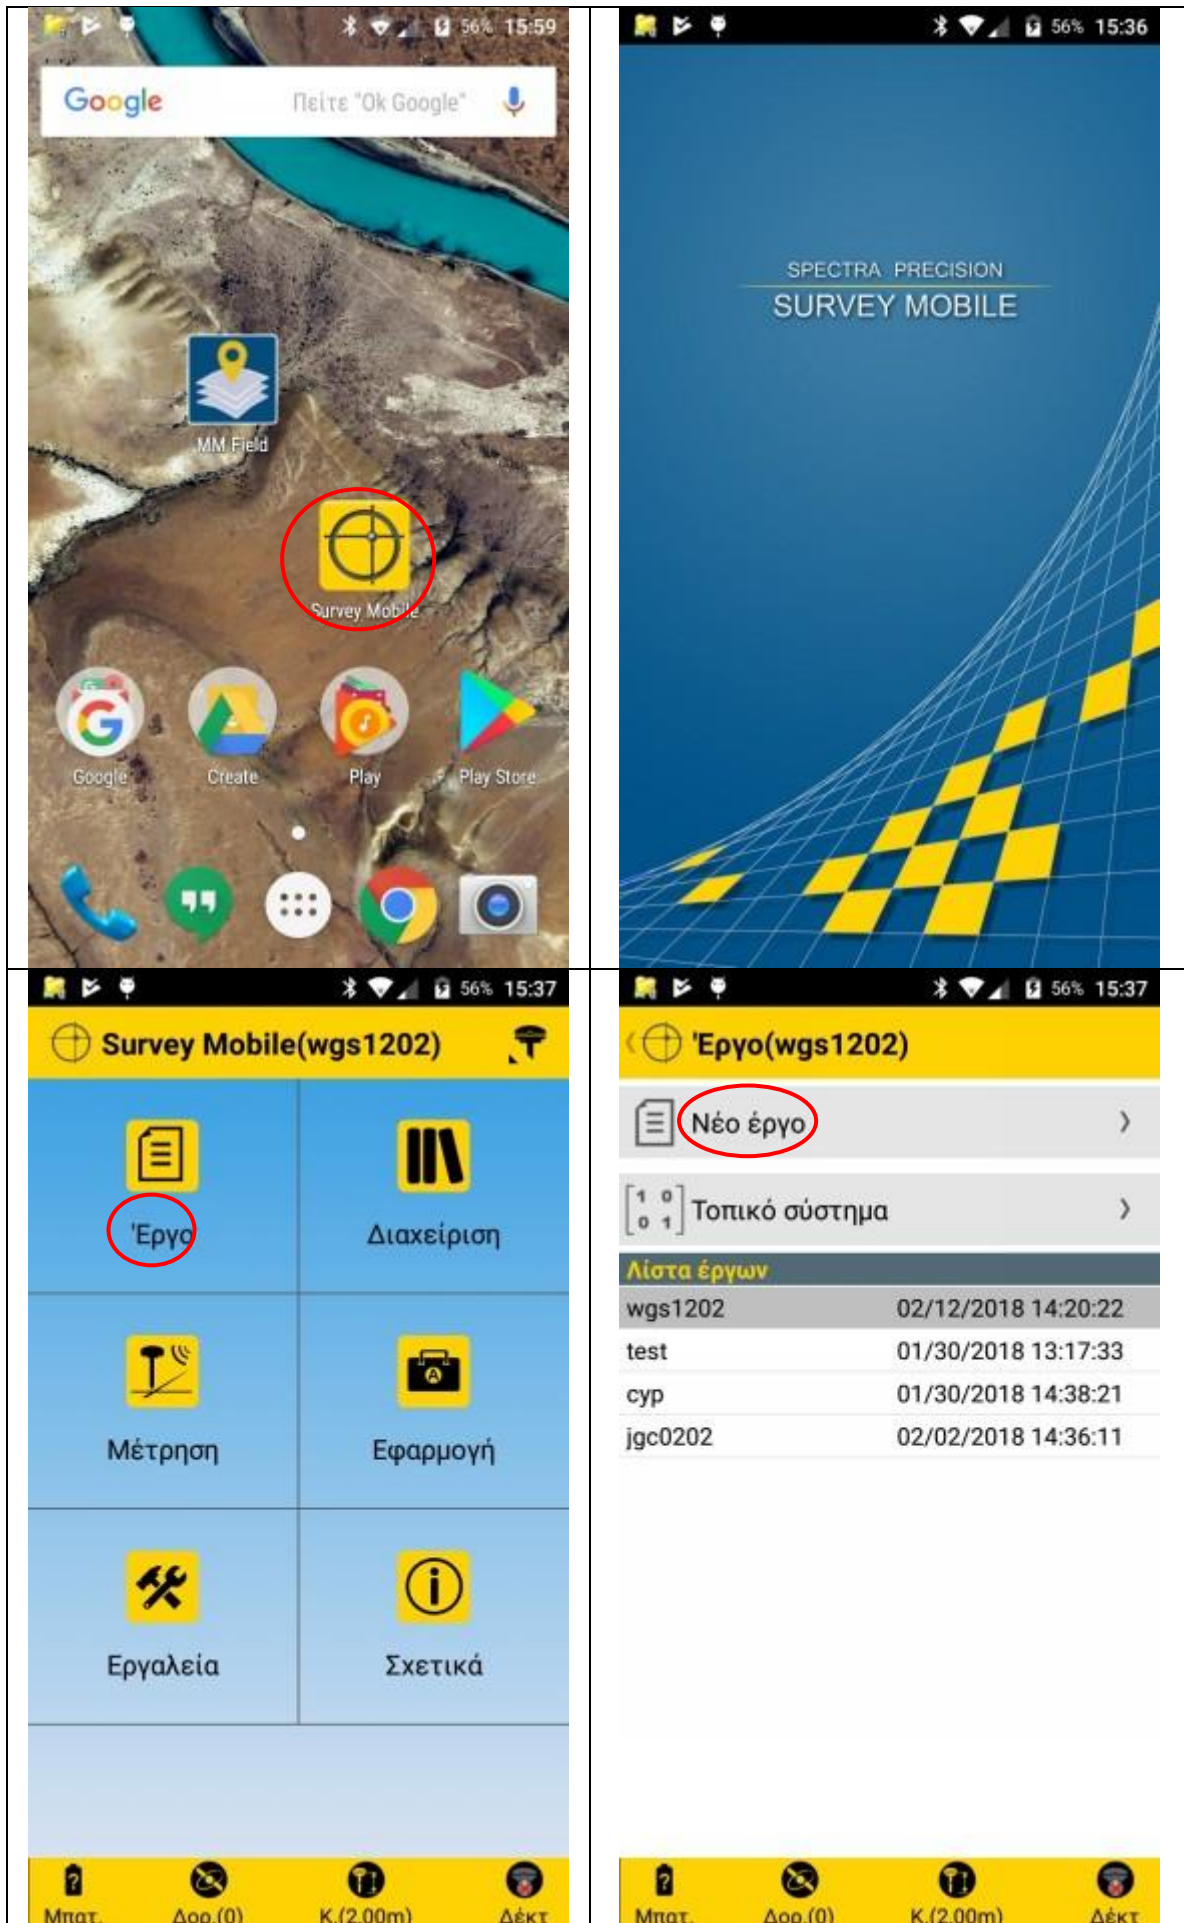 56% 15:59
Google Πείτε "Ok Google"
MM Field
Survey Mobile
Google Create Play Play Store
56% 15:36
SPECTRA PRECISION
SURVEY MOBILE
56% 15:37
Survey Mobile(wgs1202)
'Εργο Διαχείριση
Μέτρηση Εφαρμογή
Εργαλεία Σχετικά
Μπατ. Δορ.(0) Κ.(2.00m) Δέκτ
56% 15:37
'Εργο(wgs1202)
Νέο έργο
Τοπικό σύστημα
Λίστα έργων
wgs1202 02/12/2018 14:20:22
test 01/30/2018 13:17:33
cyp 01/30/2018 14:38:21
jgc0202 02/02/2018 14:36:11
Μπατ. Δορ.(0) Κ.(2.00m) Δέκτ